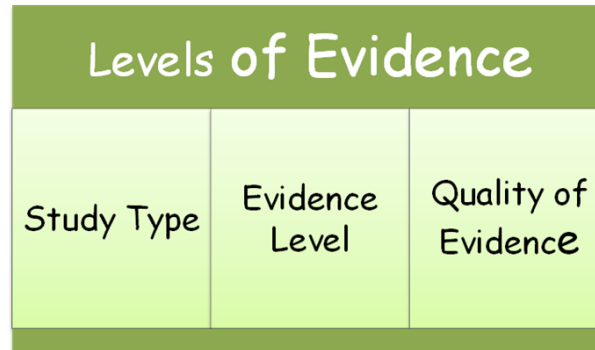 Levels of Evidence
Study Type
Evidence
Level
Quality of
Evidence